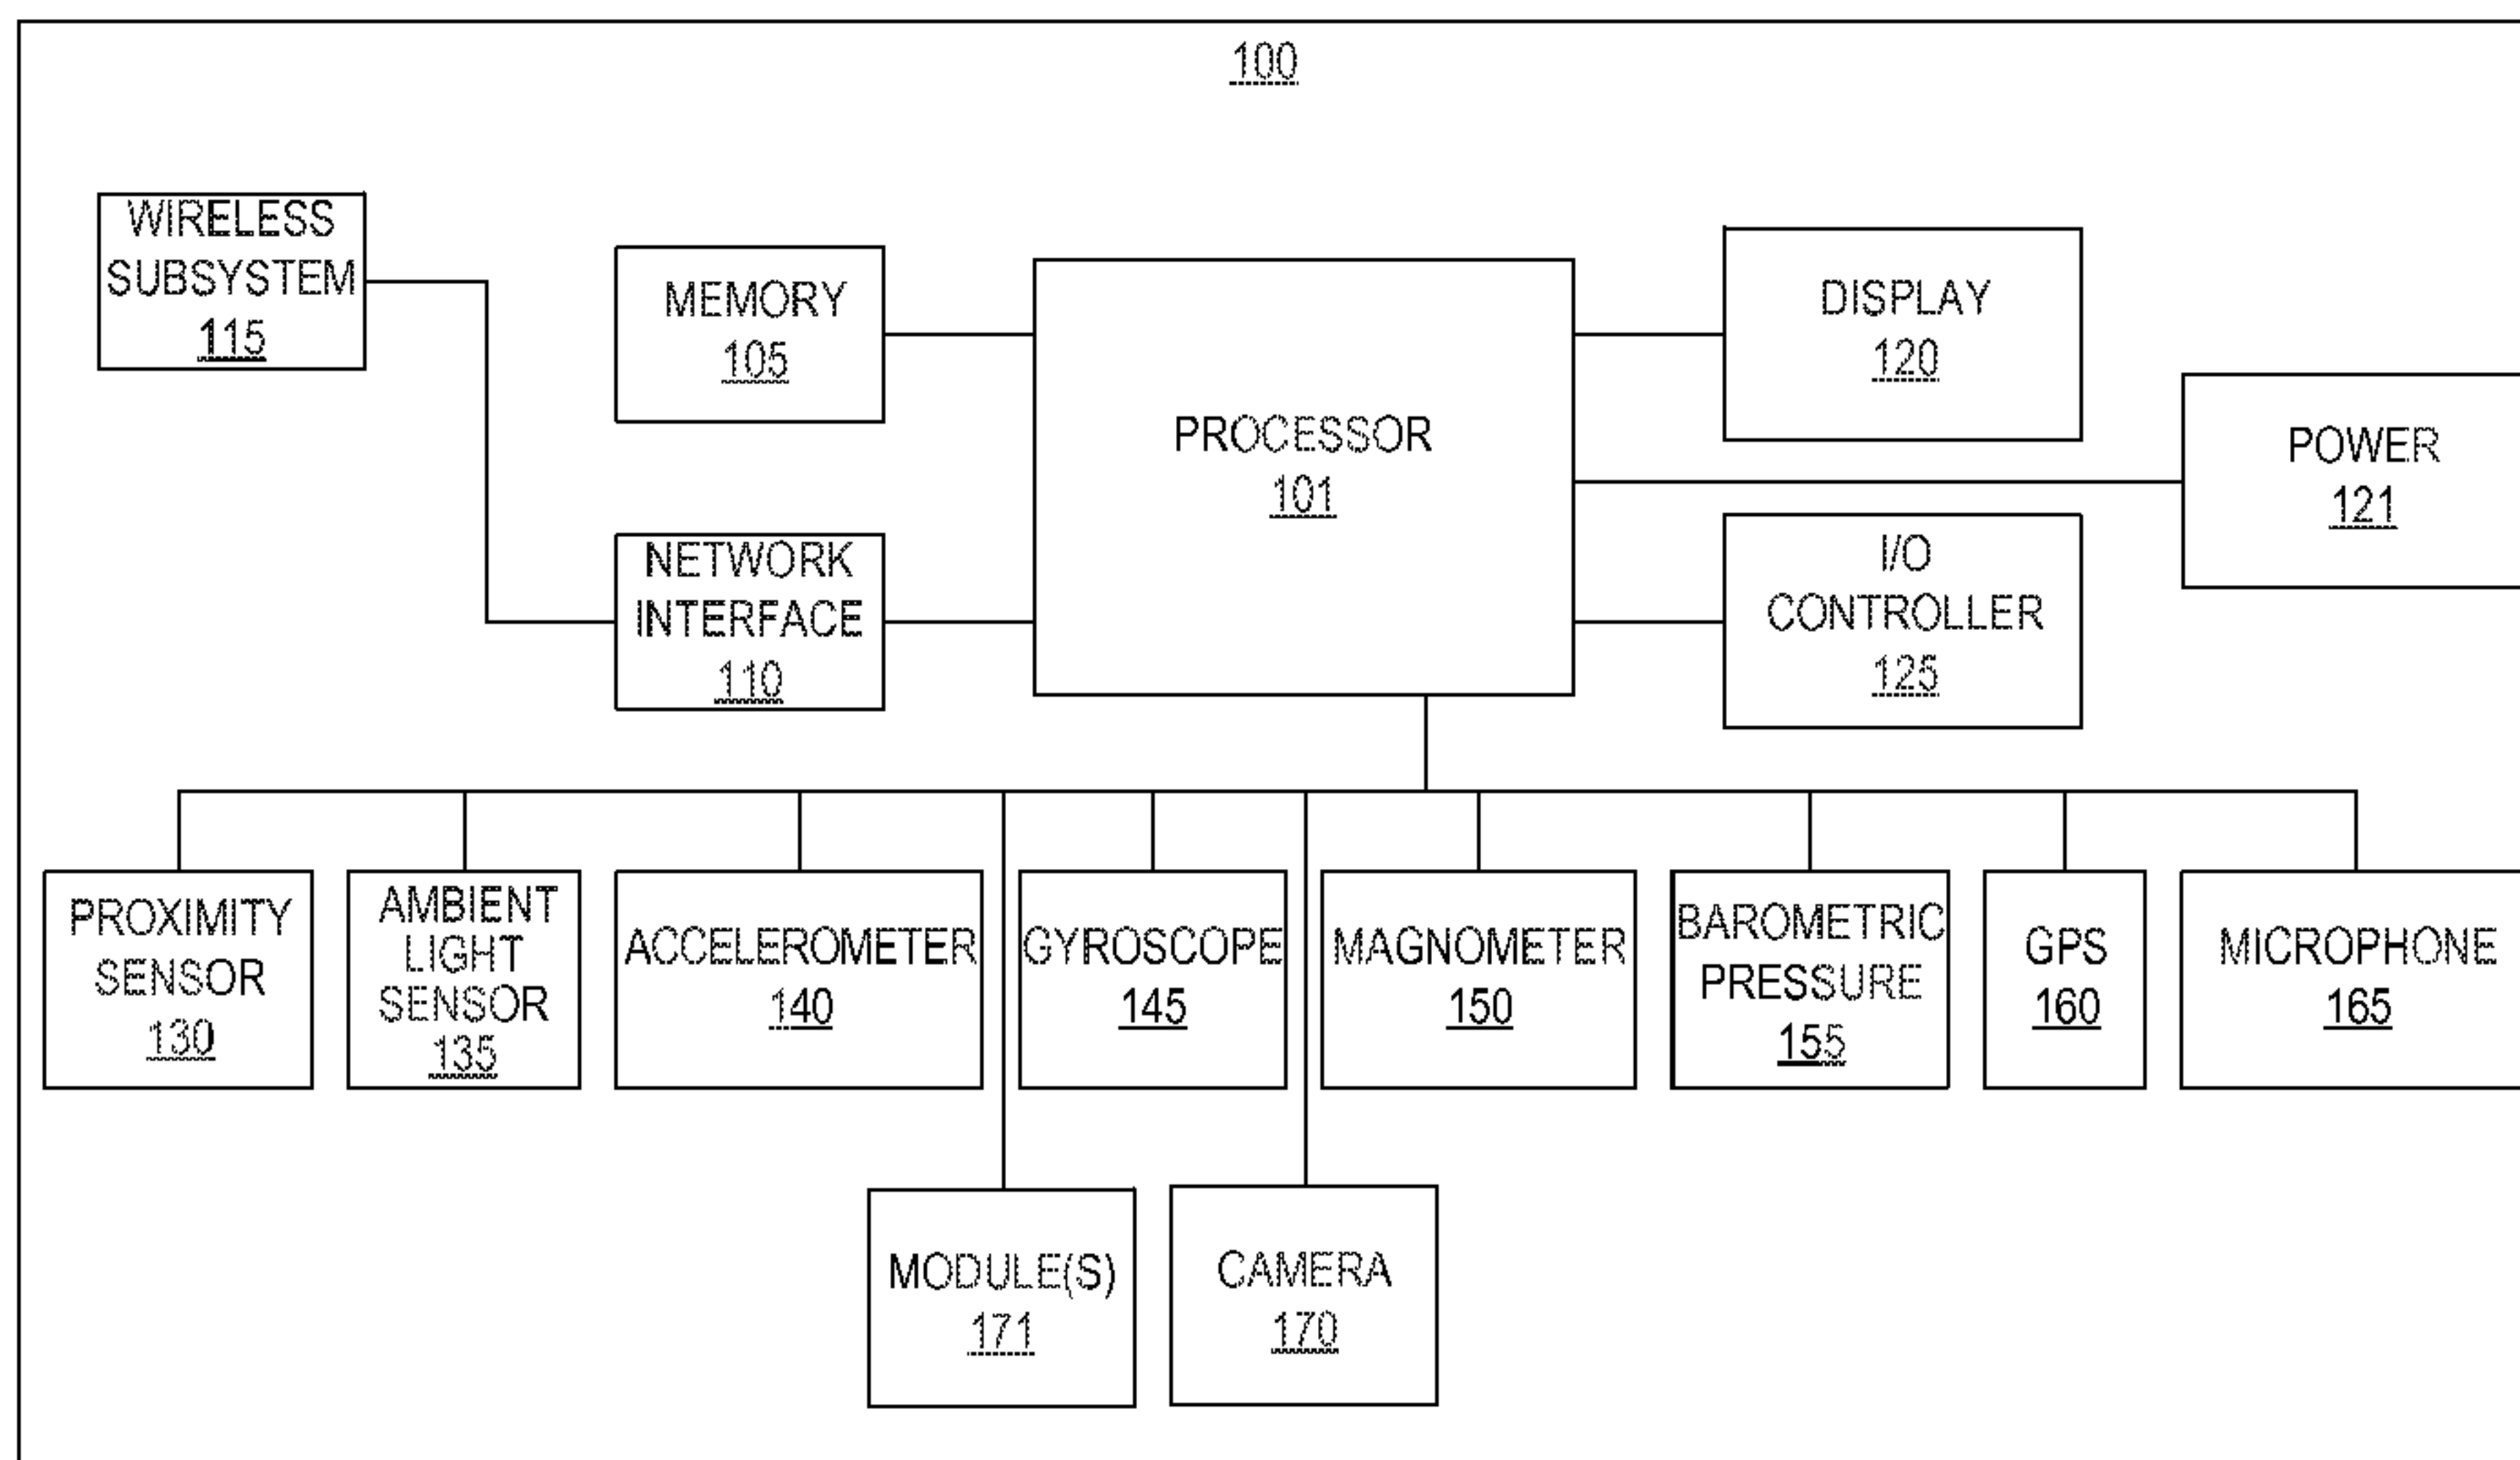 100
WIRELESS
SUBSYSTEM
115
MEMORY
105
PROCESSOR
101
DISPLAY
120
POWER
121
NETWORK
INTERFACE
110
I/O
CONTROLLER
125
PROXIMITY
SENSOR
130
AMBIENT
LIGHT
SENSOR
135
ACCELEROMETER
140
GYROSCOPE
145
MAGNOMETER
150
BAROMETRIC
PRESSURE
155
GPS
160
MICROPHONE
165
MODULE(S)
171
CAMERA
170